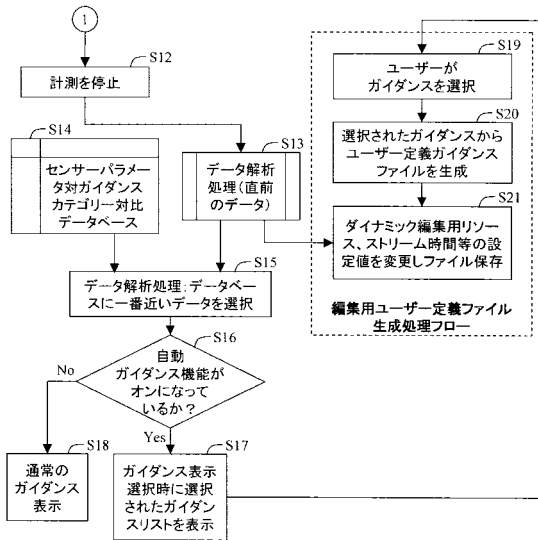 1
S12
計測を停止
S14
センサーパラメー
タ対ガイダンス
カテゴリー対比
データベース
S13
データ解析
処理(直前
のデータ)
S15
データ解析処理:データベー
スに一番近いデータを選択
S16
自動
ガイダンス機能が
オンになって
いるか?
No
Yes
S18
通常の
ガイダンス
表示
S17
ガイダンス表示
選択時に選択
されたガイダン
スリストを表示
S19
ユーザーが
ガイダンスを選択
S20
選択されたガイダンスから
ユーザー定義ガイダンス
ファイルを生成
S21
ダイナミック編集用リソー
ス、ストリーム時間等の設
定値を変更しファイル保存
編集用ユーザー定義ファイル
生成処理フロー